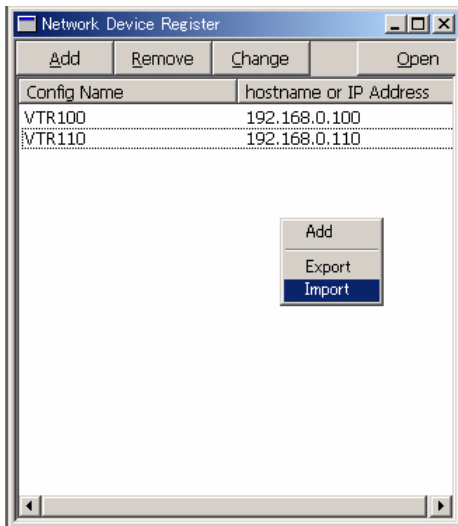 Network Device Register
Add Remove Change Open
Config Name hostname or IP Address
VTR100 192.168.0.100
VTR110 192.168.0.110
Add
Export
Import